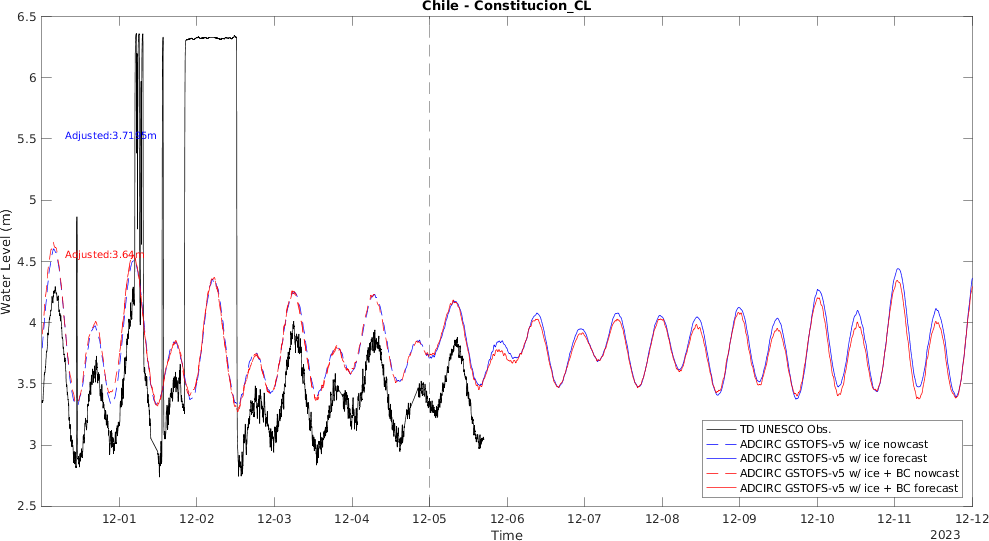 Chile - Constitucion_CL
6.5
6
5.5
5
4.5
4
3.5
3
2.5
Water Level (m)
Adjusted:3.7195m
Adjusted:3.64m
TD UNESCO Obs.
ADCIRC GSTOFS-v5 w/ ice nowcast
ADCIRC GSTOFS-v5 w/ ice forecast
ADCIRC GSTOFS-v5 w/ ice + BC nowcast
ADCIRC GSTOFS-v5 w/ ice + BC forecast
12-01 12-02 12-03 12-04 12-05 12-06 12-07 12-08 12-09 12-10 12-11 12-12
Time
2023